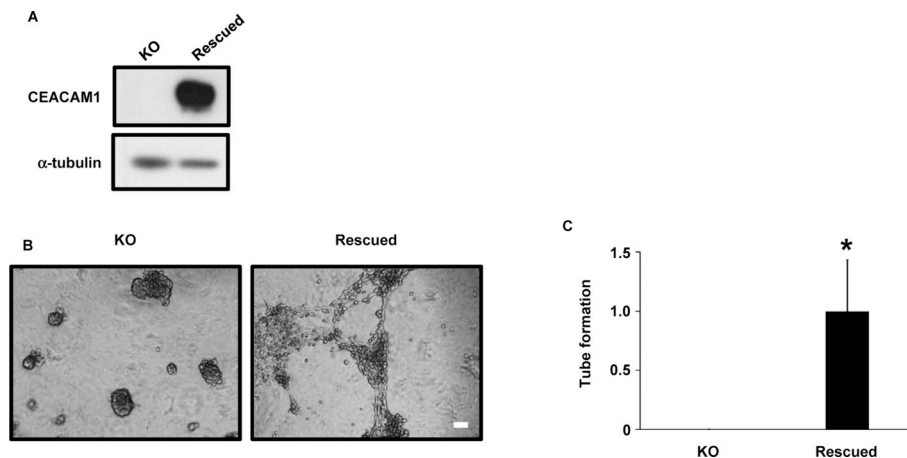 A
KO Rescued
CEACAM1
α-tubulin
B
KO Rescued
C
*
1.5
1.0
0.5
0
Tube formation
KO Rescued